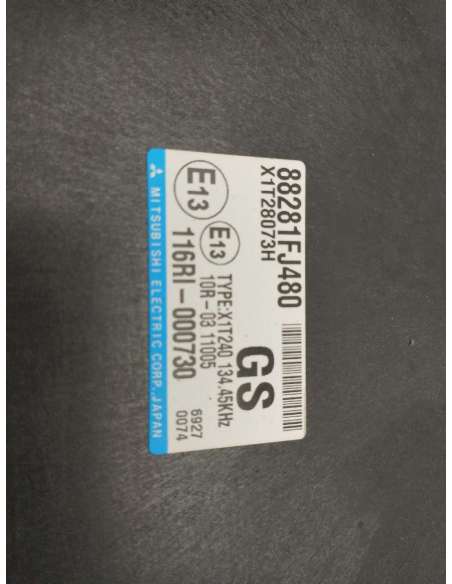 88281FJ480
X1T28073H
GS
E13
E13
TYPE:X1T240 134.45KHz
10R-03 11005
116RI-000730
6927
0074
MITSUBISHI ELECTRIC CORP.,JAPAN